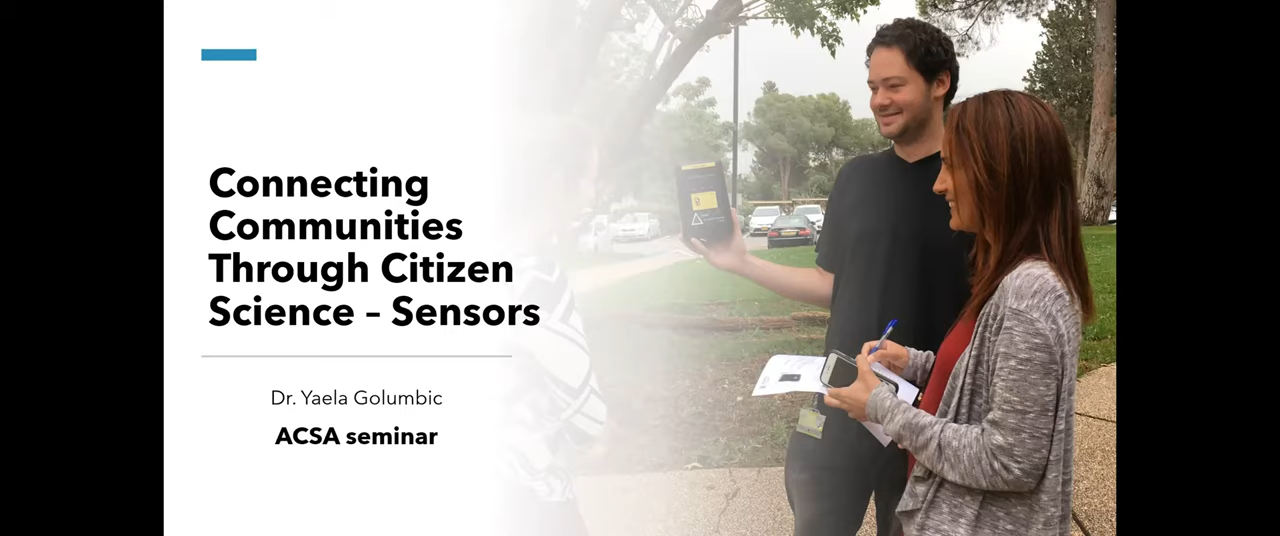 Connecting
Communities
Through Citizen
Science – Sensors
Dr. Yaela Golumbic
ACSA seminar